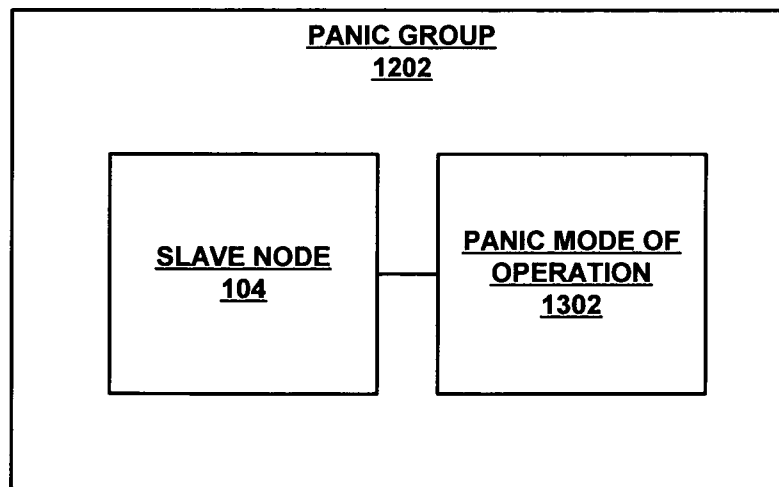 PANIC GROUP
1202
SLAVE NODE
104
PANIC MODE OF
OPERATION
1302